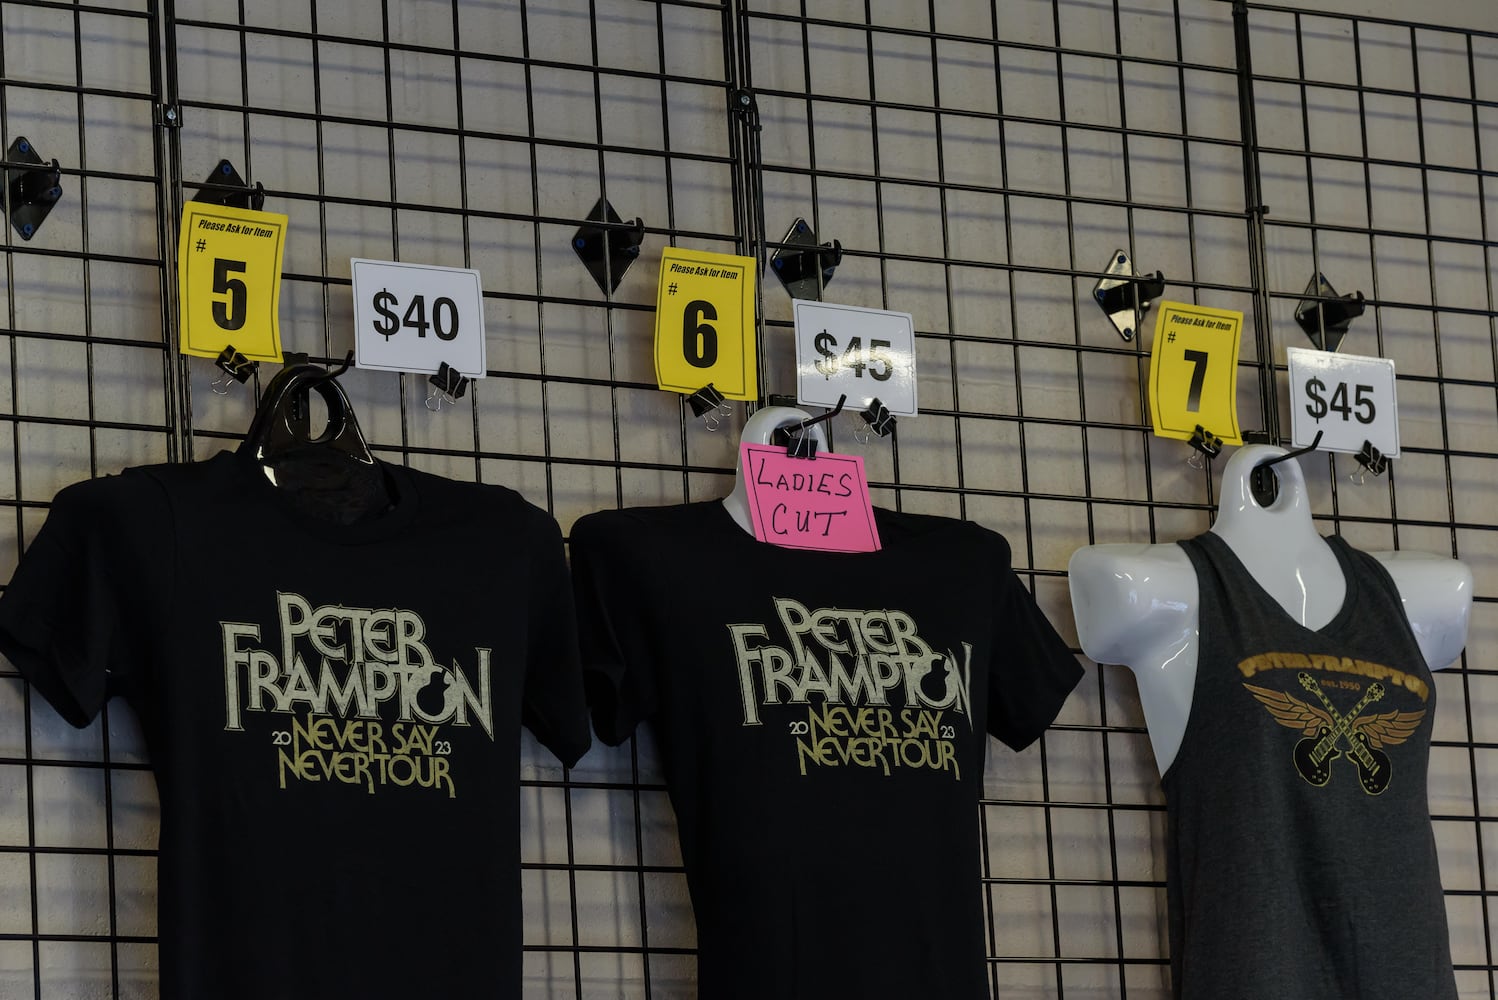 Please Ask for Item
#
5
$40
Please Ask for Item
#
6
$45
LADIES
CUT
Please Ask for Item
#
7
$45
PETER
FRAMPTON
20 NEVER SAY 23
NEVER TOUR
PETER
FRAMPTON
20 NEVER SAY 23
NEVER TOUR
PETER FRAMPTON
est. 1950